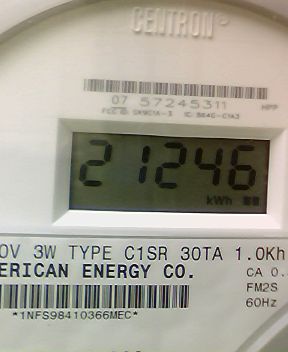 CENTRON®
07 57245311 HPP
21246
kWh
0V 3W TYPE C1SR 30TA 1.0Kh
ERICAN ENERGY CO. CA 0.
FM2S
60Hz
*1NFS98410366MEC*